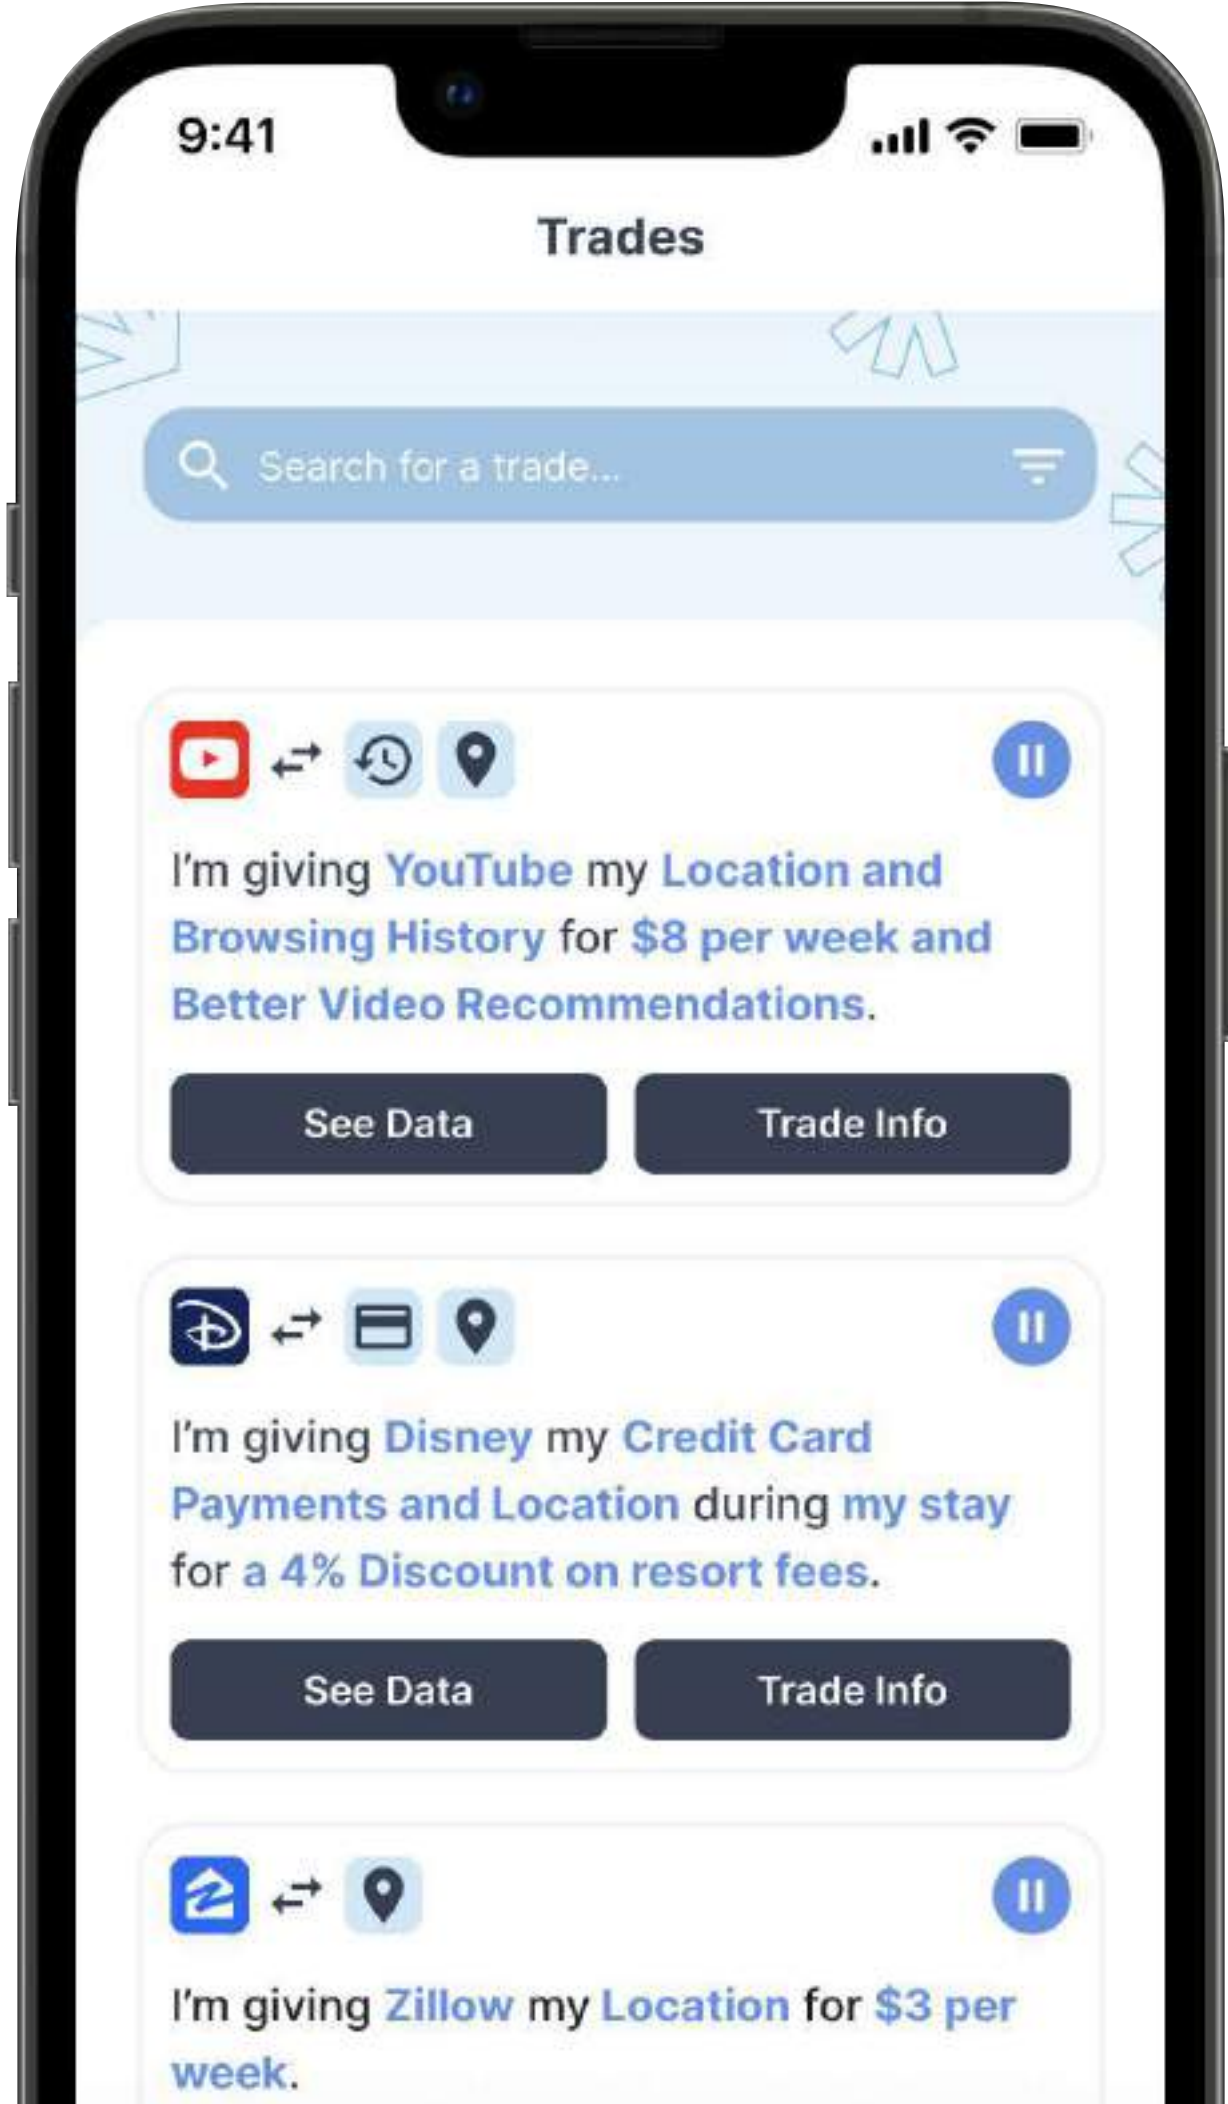 9:41
Trades
Search for a trade...
I'm giving YouTube my Location and
Browsing History for $8 per week and
Better Video Recommendations.
See Data
Trade Info
I'm giving Disney my Credit Card
Payments and Location during my stay
for a 4% Discount on resort fees.
See Data
Trade Info
I'm giving Zillow my Location for $3 per
week.